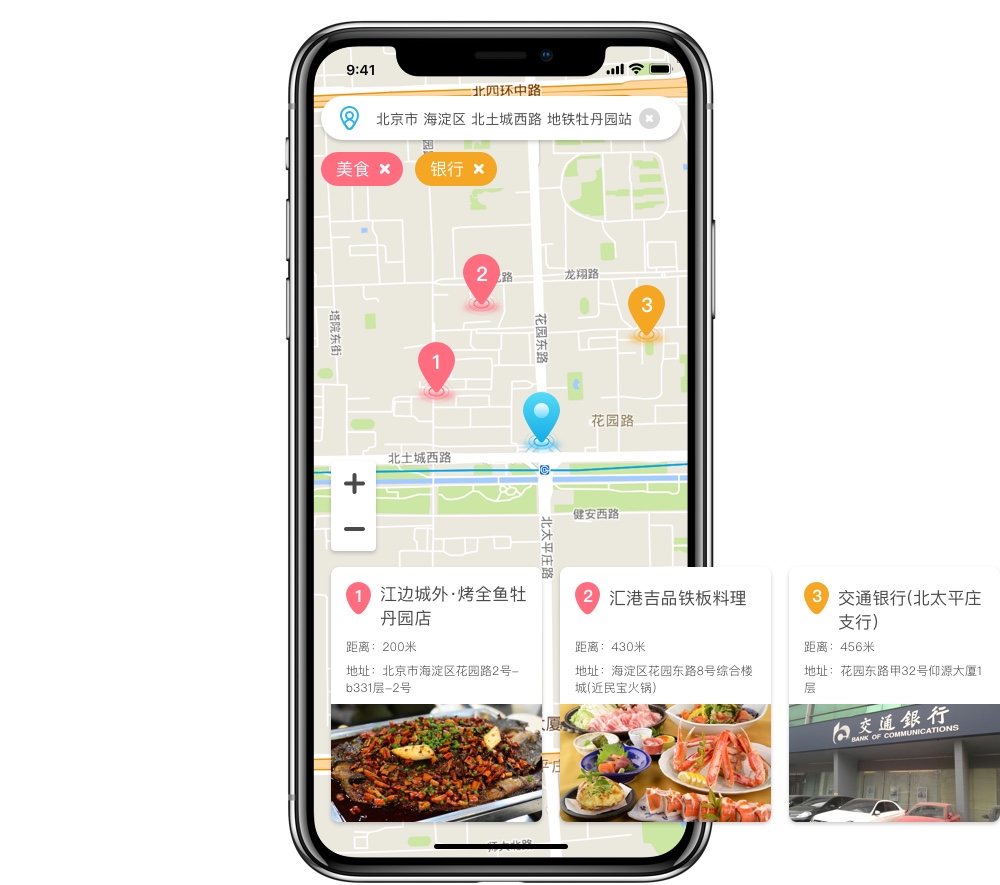 9:41
北四环中路
北京市 海淀区 北土城西路 地铁牡丹园站
美食
银行
龙翔路
2
路
3
塔院东街
花园东路
1
花园路
北土城西路
+
−
健安西路
北太平庄路
1 江边城外·烤全鱼牡
丹园店
距离：200米
地址：北京市海淀区花园路2号-
b331层-2号
2 汇港吉品铁板料理
距离：430米
地址：海淀区花园东路8号综合楼
城(近民宝火锅)
3 交通银行(北太平庄
支行)
距离：456米
地址：花园东路甲32号仰源大厦1
层
交通銀行
BANK OF COMMUNICATIONS